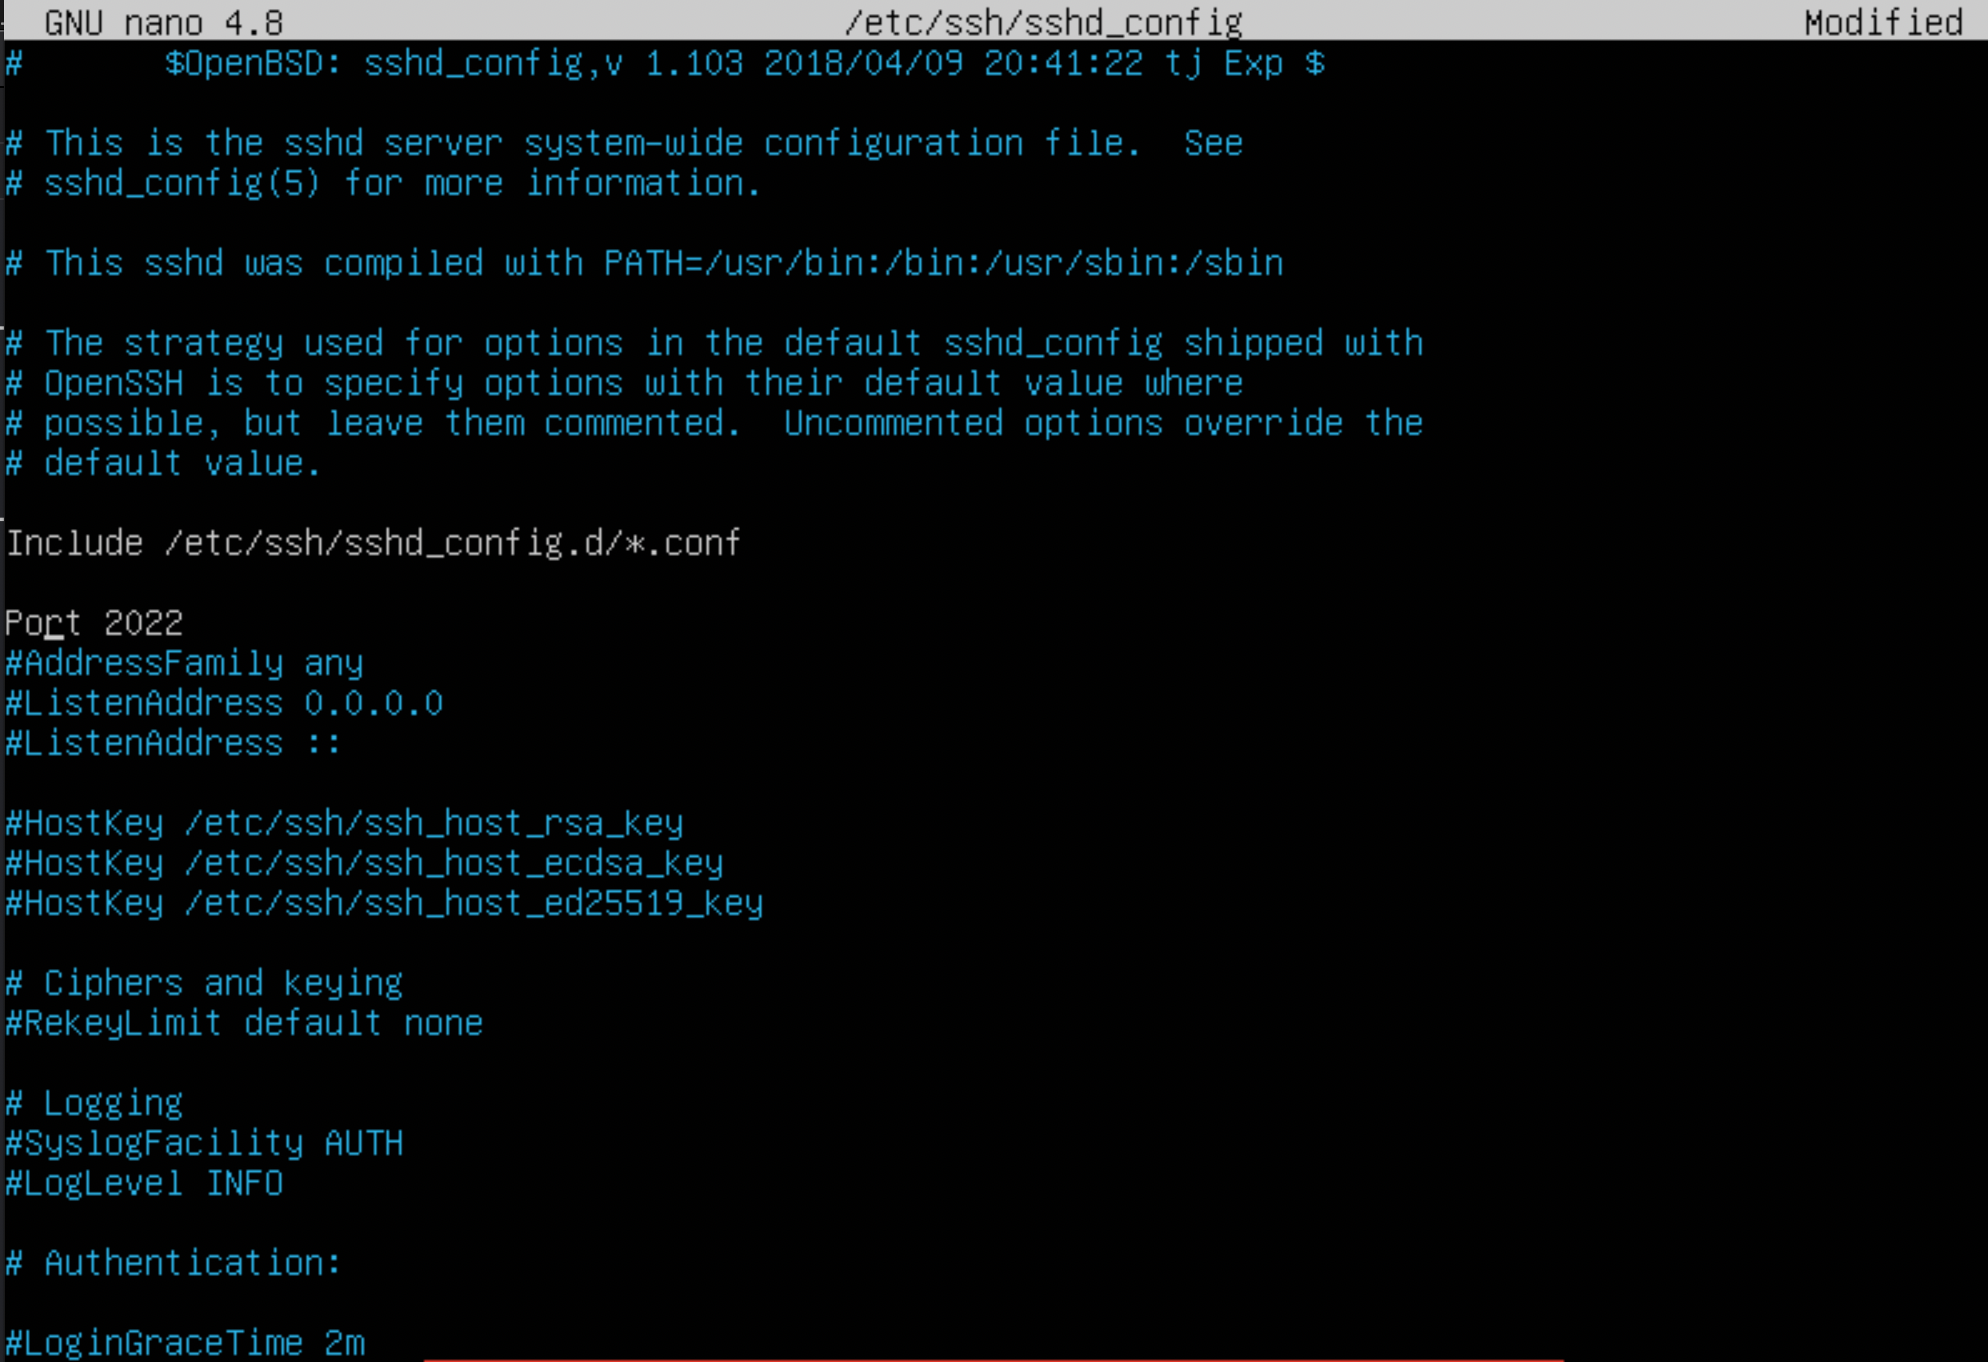 GNU nano 4.8 /etc/ssh/sshd_config Modified
# $OpenBSD: sshd_config,v 1.103 2018/04/09 20:41:22 tj Exp $
# This is the sshd server system-wide configuration file.  See
# sshd_config(5) for more information.
# This sshd was compiled with PATH=/usr/bin:/bin:/usr/sbin:/sbin
# The strategy used for options in the default sshd_config shipped with
# OpenSSH is to specify options with their default value where
# possible, but leave them commented.  Uncommented options override the
# default value.
Include /etc/ssh/sshd_config.d/*.conf
Port 2022
#AddressFamily any
#ListenAddress 0.0.0.0
#ListenAddress ::
#HostKey /etc/ssh/ssh_host_rsa_key
#HostKey /etc/ssh/ssh_host_ecdsa_key
#HostKey /etc/ssh/ssh_host_ed25519_key
# Ciphers and keying
#RekeyLimit default none
# Logging
#SyslogFacility AUTH
#LogLevel INFO
# Authentication:
#LoginGraceTime 2m